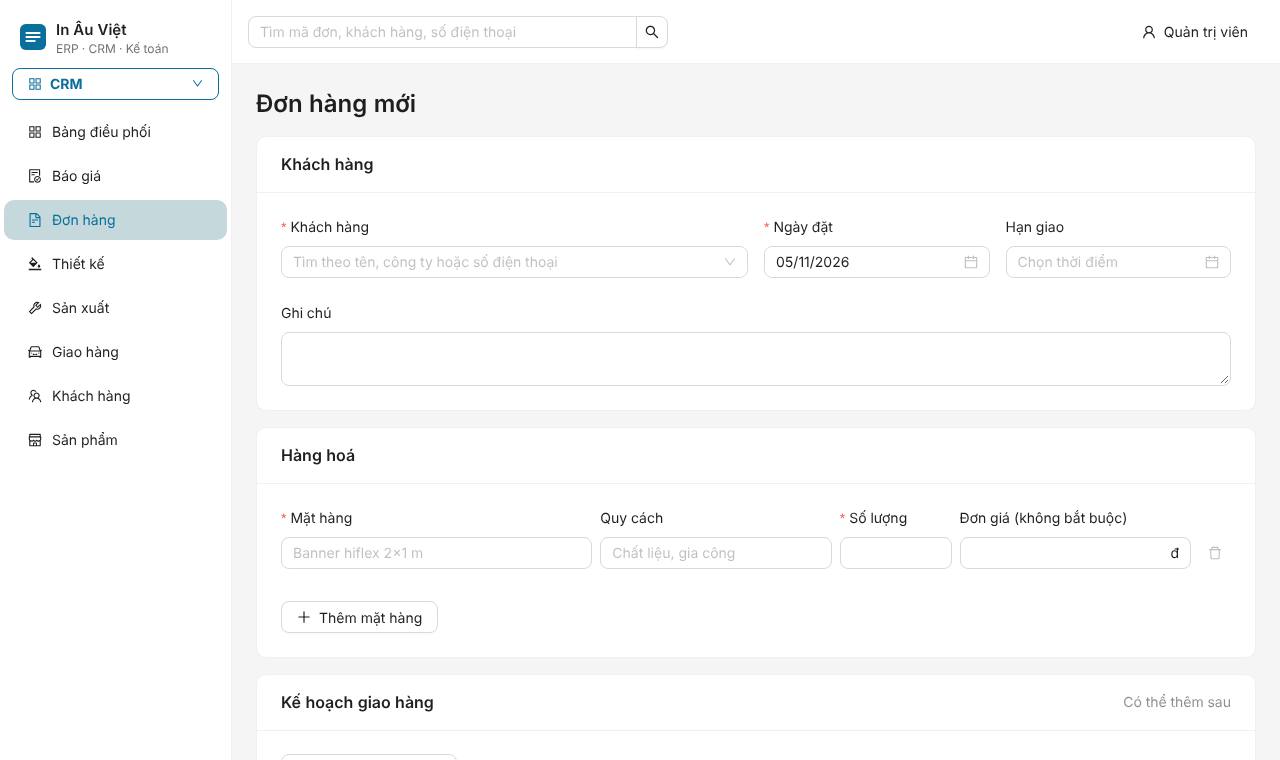 In Âu Việt
ERP · CRM · Kế toán
CRM
Bảng điều phối
Báo giá
Đơn hàng
Thiết kế
Sản xuất
Giao hàng
Khách hàng
Sản phẩm
Tìm mã đơn, khách hàng, số điện thoại
Quản trị viên
Đơn hàng mới
Khách hàng
* Khách hàng
* Ngày đặt
Hạn giao
Tìm theo tên, công ty hoặc số điện thoại
05/11/2026
Chọn thời điểm
Ghi chú
Hàng hoá
* Mặt hàng
Quy cách
* Số lượng
Đơn giá (không bắt buộc)
Banner hiflex 2×1 m
Chất liệu, gia công
đ
Thêm mặt hàng
Kế hoạch giao hàng
Có thể thêm sau